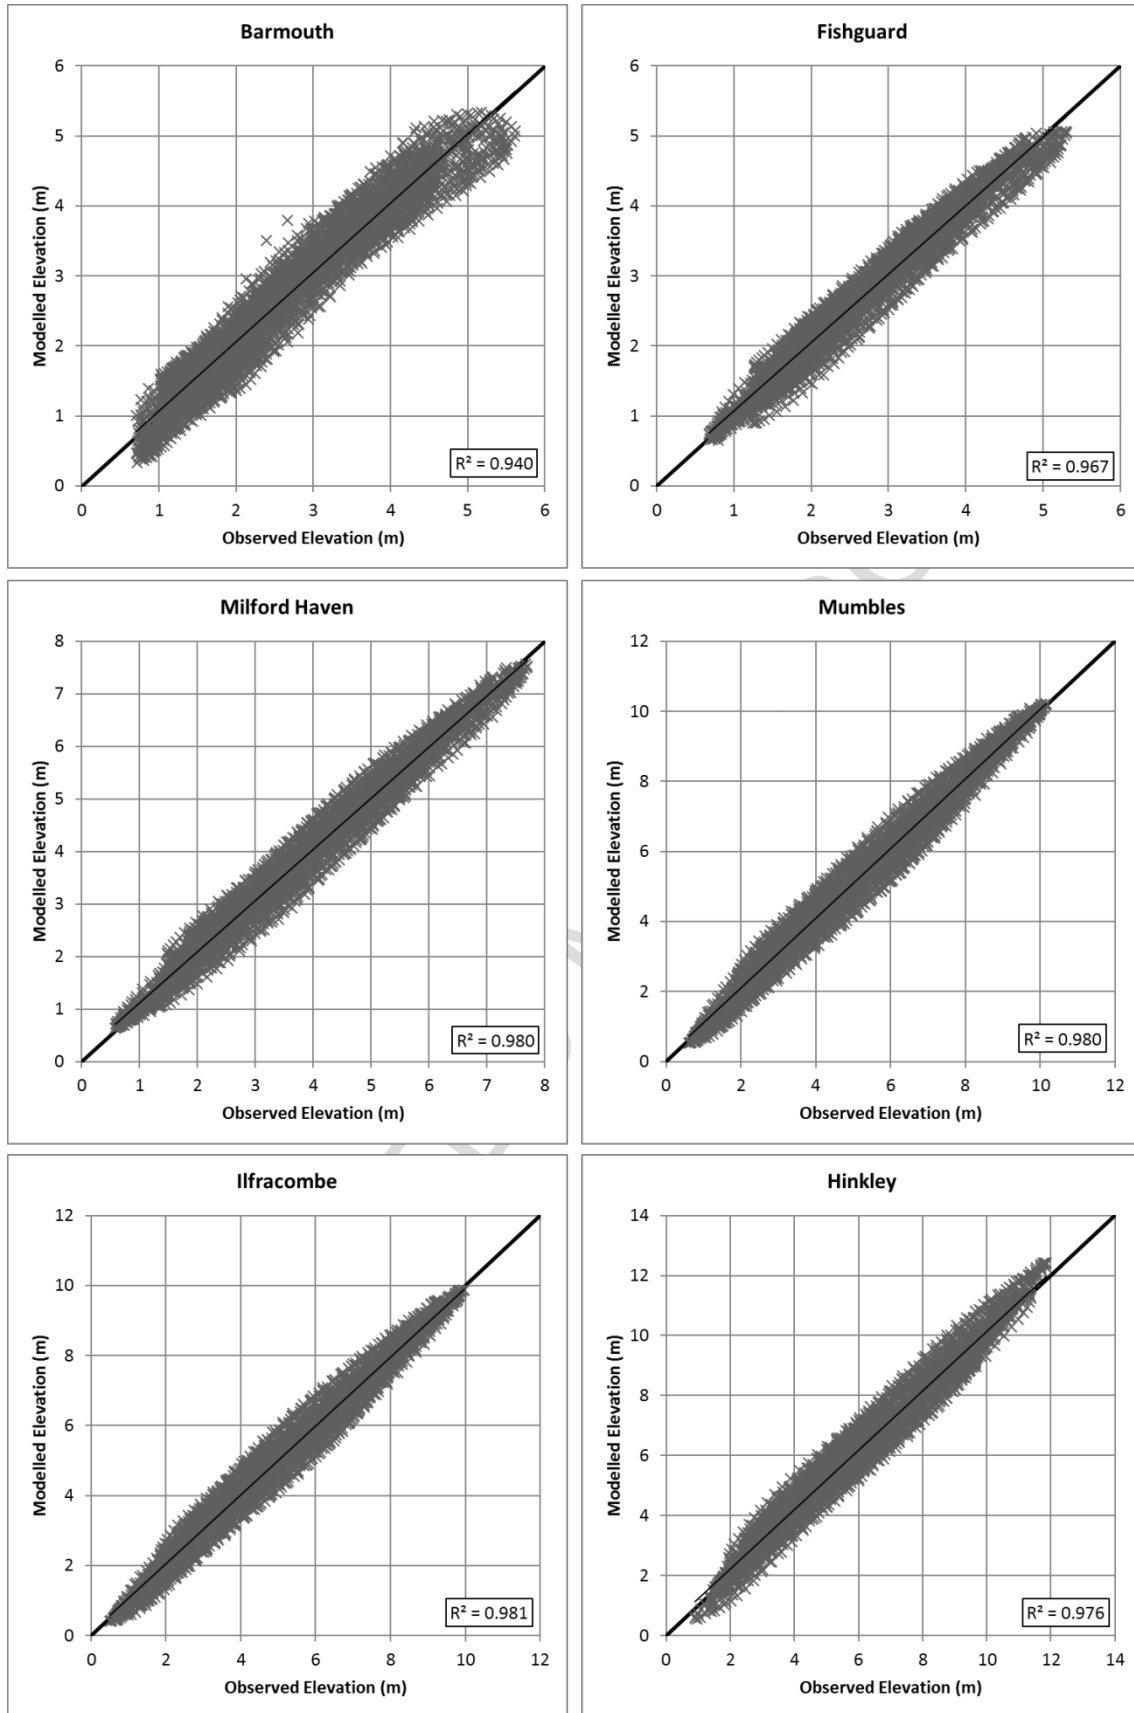 Barmouth
6
5
4
3
2
1
0
Modelled Elevation (m)
R² = 0.940
0 1 2 3 4 5 6
Observed Elevation (m)
Fishguard
6
5
4
3
2
1
0
Modelled Elevation (m)
R² = 0.967
0 1 2 3 4 5 6
Observed Elevation (m)
Milford Haven
8
7
6
5
4
3
2
1
0
Modelled Elevation (m)
R² = 0.980
0 1 2 3 4 5 6 7 8
Observed Elevation (m)
Mumbles
12
10
8
6
4
2
0
Modelled Elevation (m)
R² = 0.980
0 2 4 6 8 10 12
Observed Elevation (m)
Ilfracombe
12
10
8
6
4
2
0
Modelled Elevation (m)
R² = 0.981
0 2 4 6 8 10 12
Observed Elevation (m)
Hinkley
14
12
10
8
6
4
2
0
Modelled Elevation (m)
R² = 0.976
0 2 4 6 8 10 12 14
Observed Elevation (m)